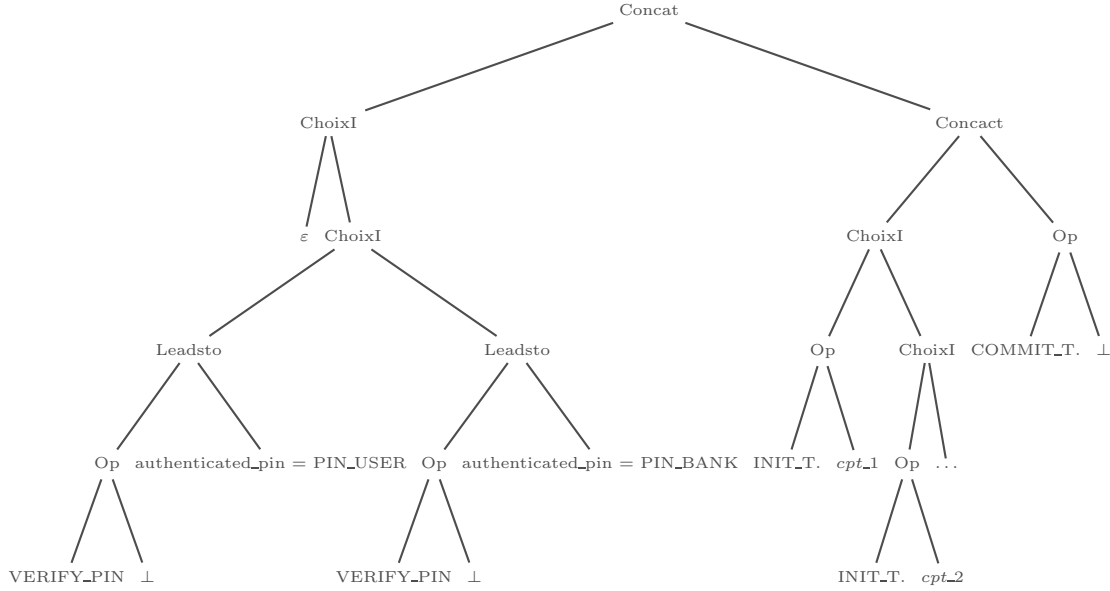 Concat
ChoixI Concact
ε ChoixI ChoixI Op
Leadsto Leadsto Op ChoixI COMMIT_T. ⊥
Op authenticated_pin = PIN_USER Op authenticated_pin = PIN_BANK INIT_T. cpt_1 Op ...
VERIFY_PIN ⊥ VERIFY_PIN ⊥ INIT_T. cpt_2